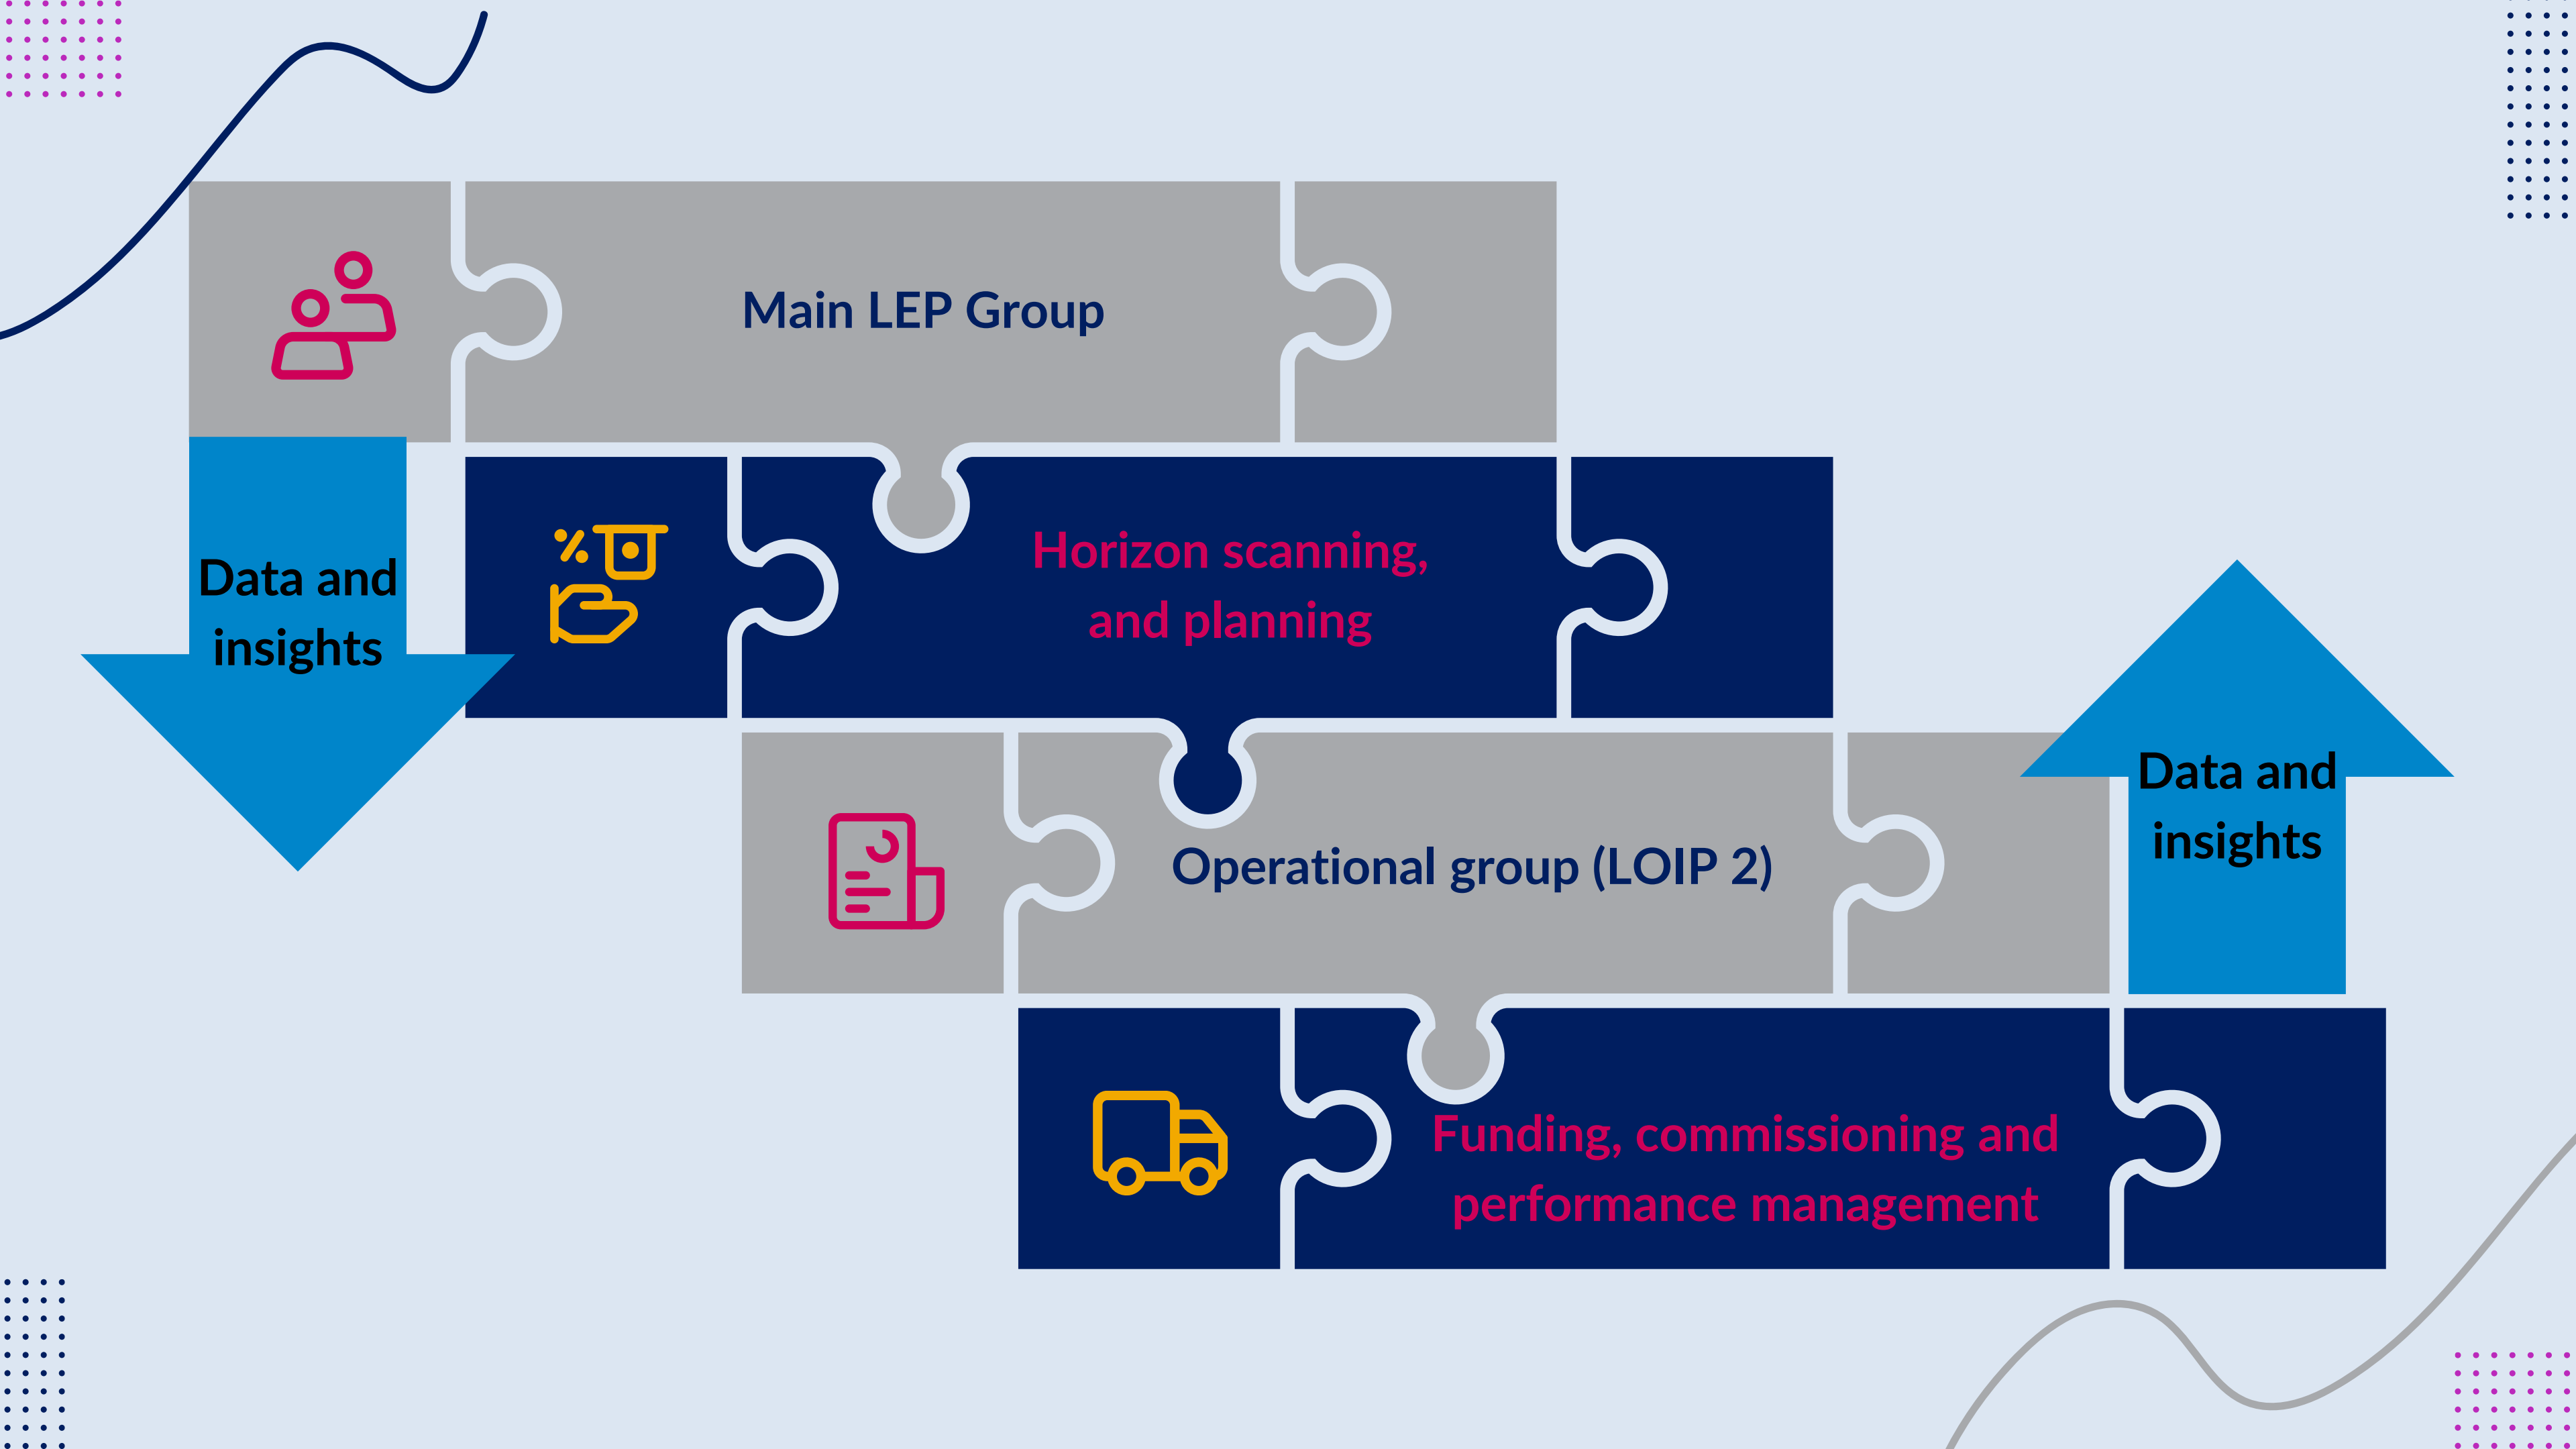 Main LEP Group
Horizon scanning,
and planning
Data and
insights
Operational group (LOIP 2)
Data and
insights
Funding, commissioning and
performance management